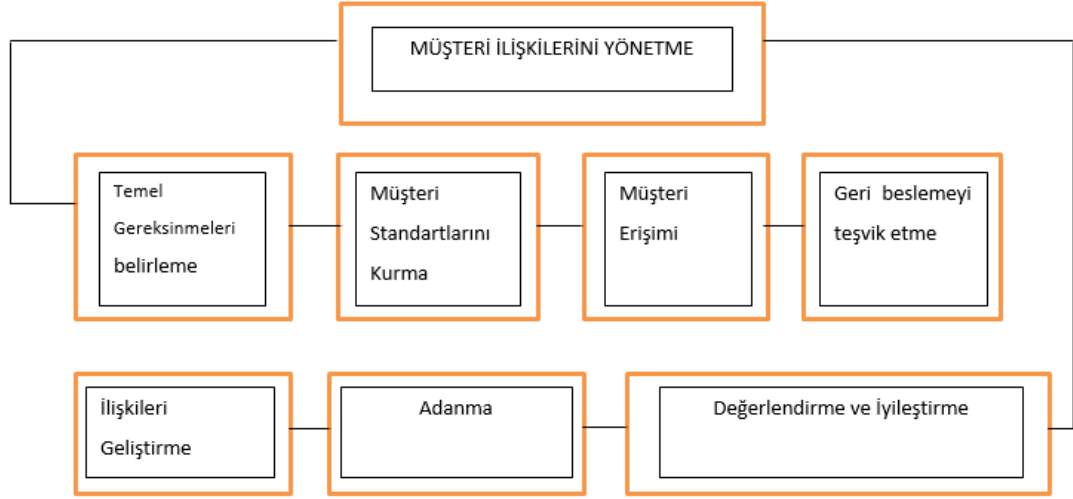 MÜŞTERİ İLİŞKİLERİNİ YÖNETME
Temel
Gereksinmeleri
belirleme
Müşteri
Standartlarını
Kurma
Müşteri
Erişimi
Geri beslemeyi
teşvik etme
İlişkileri
Geliştirme
Adanma
Değerlendirme ve İyileştirme